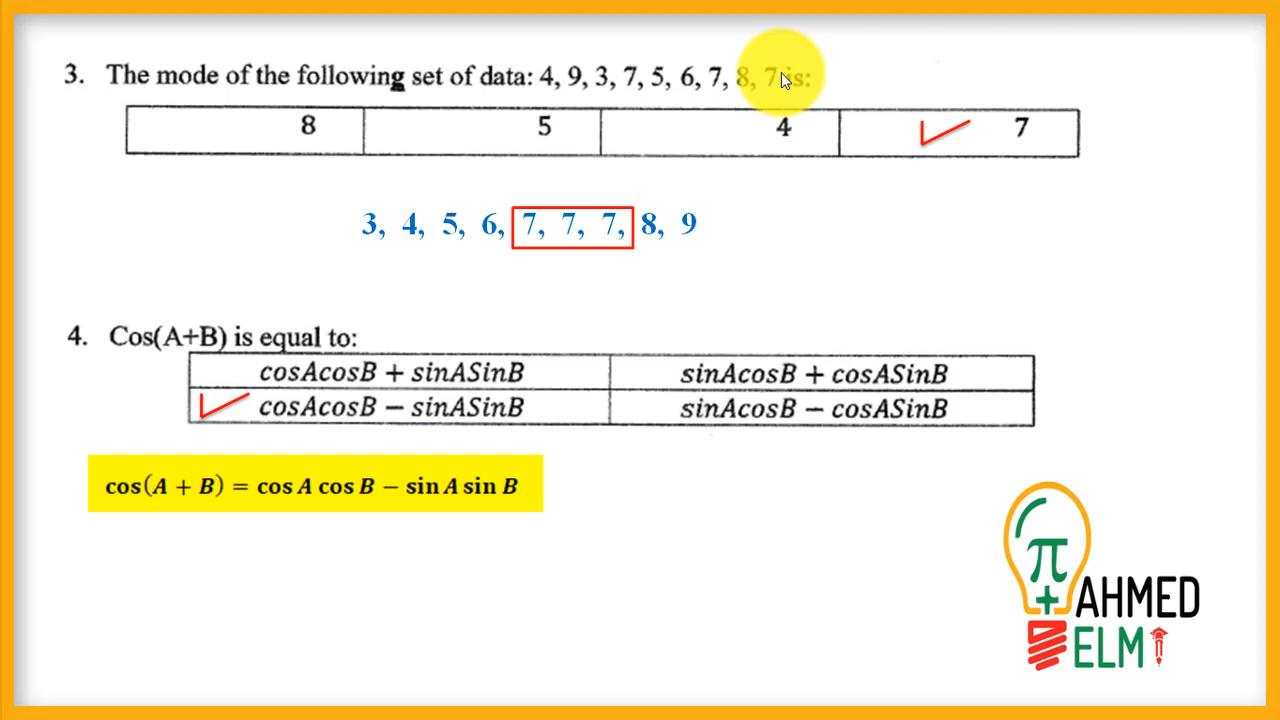 3. The mode of the following set of data: 4, 9, 3, 7, 5, 6, 7, 8, 7 is:
8 5 4 7
3, 4, 5, 6, 7, 7, 7, 8, 9
4. Cos(A+B) is equal to:
cosAcosB + sinASinB sinAcosB + cosASinB
cosAcosB − sinASinB sinAcosB − cosASinB
cos(A + B) = cos A cos B − sin A sin B
π
+AHMED
ELMi